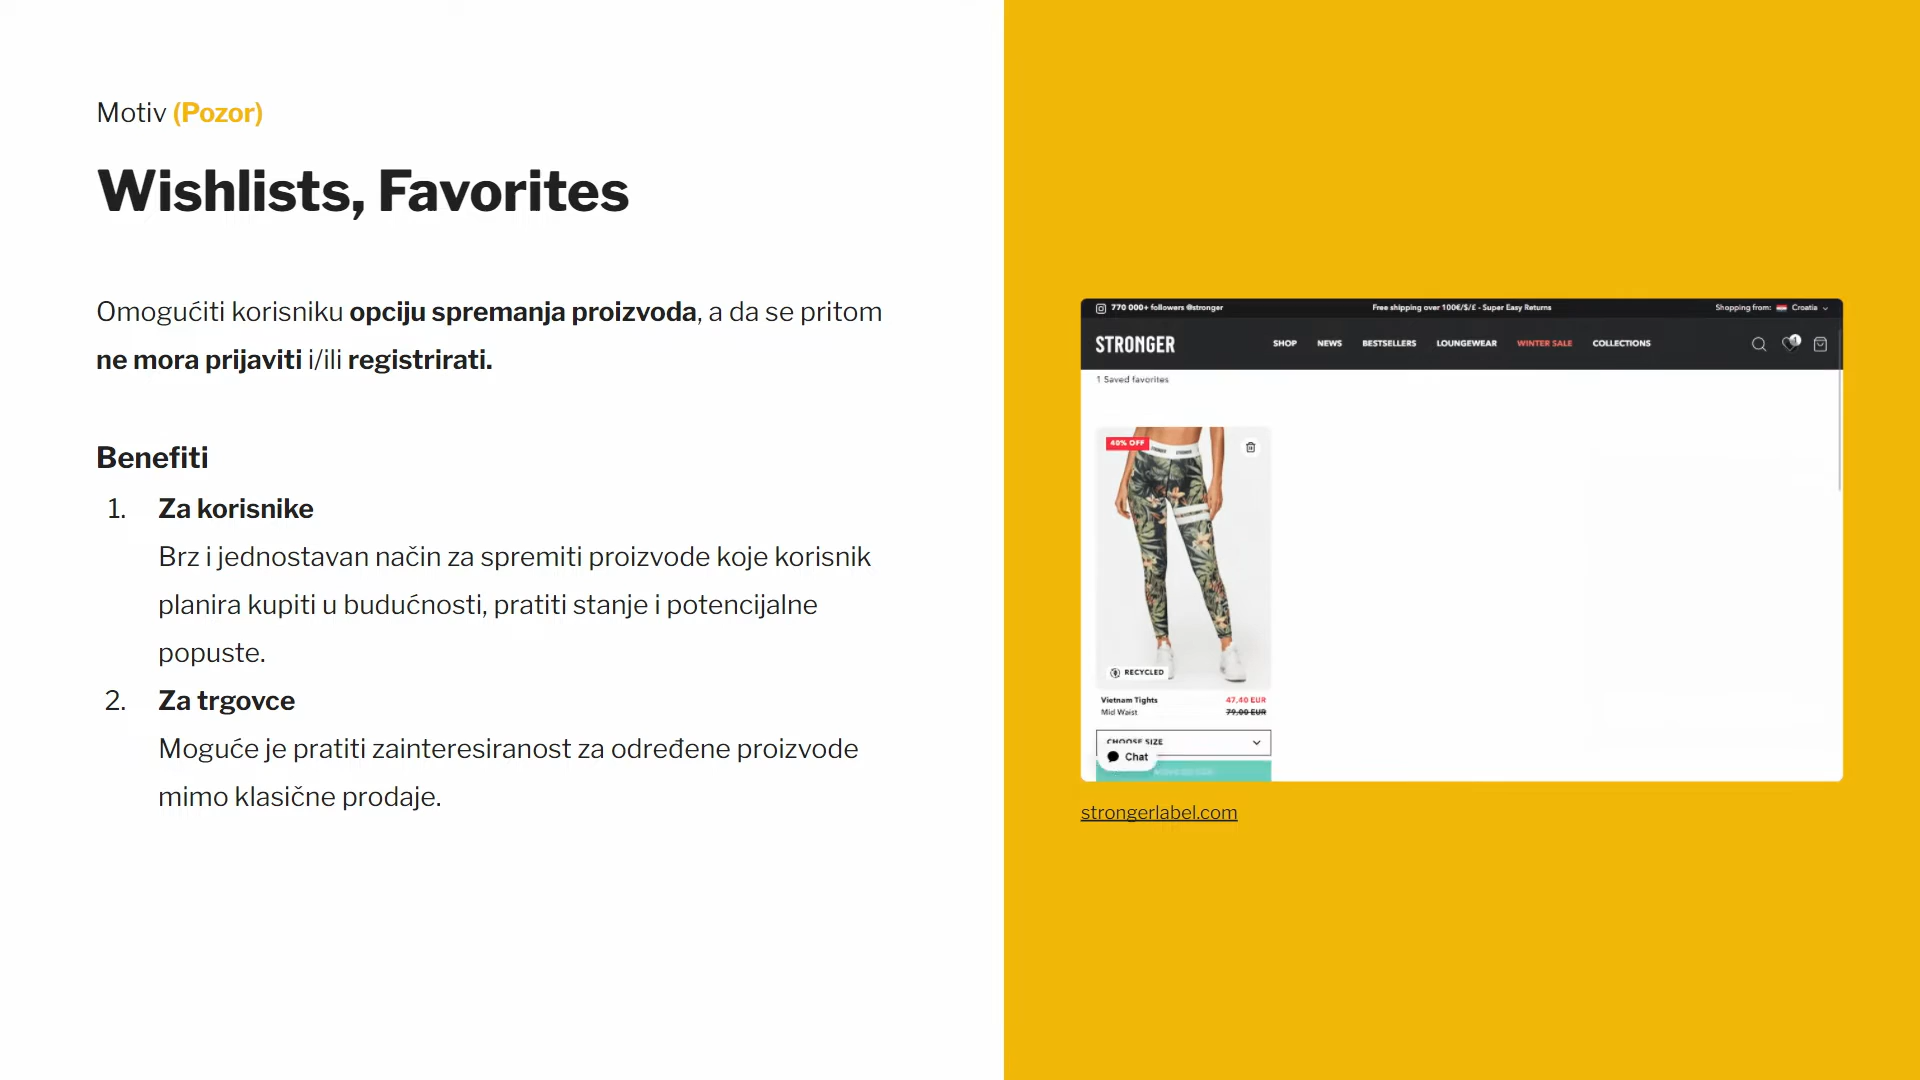 Motiv (Pozor)
Wishlists, Favorites
Omogućiti korisniku opciju spremanja proizvoda, a da se pritom
ne mora prijaviti i/ili registrirati.
Benefiti
1. Za korisnike
Brz i jednostavan način za spremiti proizvode koje korisnik
planira kupiti u budućnosti, pratiti stanje i potencijalne
popuste.
2. Za trgovce
Moguće je pratiti zainteresiranost za određene proizvode
mimo klasične prodaje.
770 000+ followers @stronger Free shipping over 100€/$/£ - Super Easy Returns Shopping from: Croatia
STRONGER SHOP NEWS BESTSELLERS LOUNGEWEAR WINTER SALE COLLECTIONS 1
1 Saved favorites
40% OFF
RECYCLED
Vietnam Tights 47,40 EUR
Mid Waist 79,00 EUR
CHOOSE SIZE
Chat
strongerlabel.com